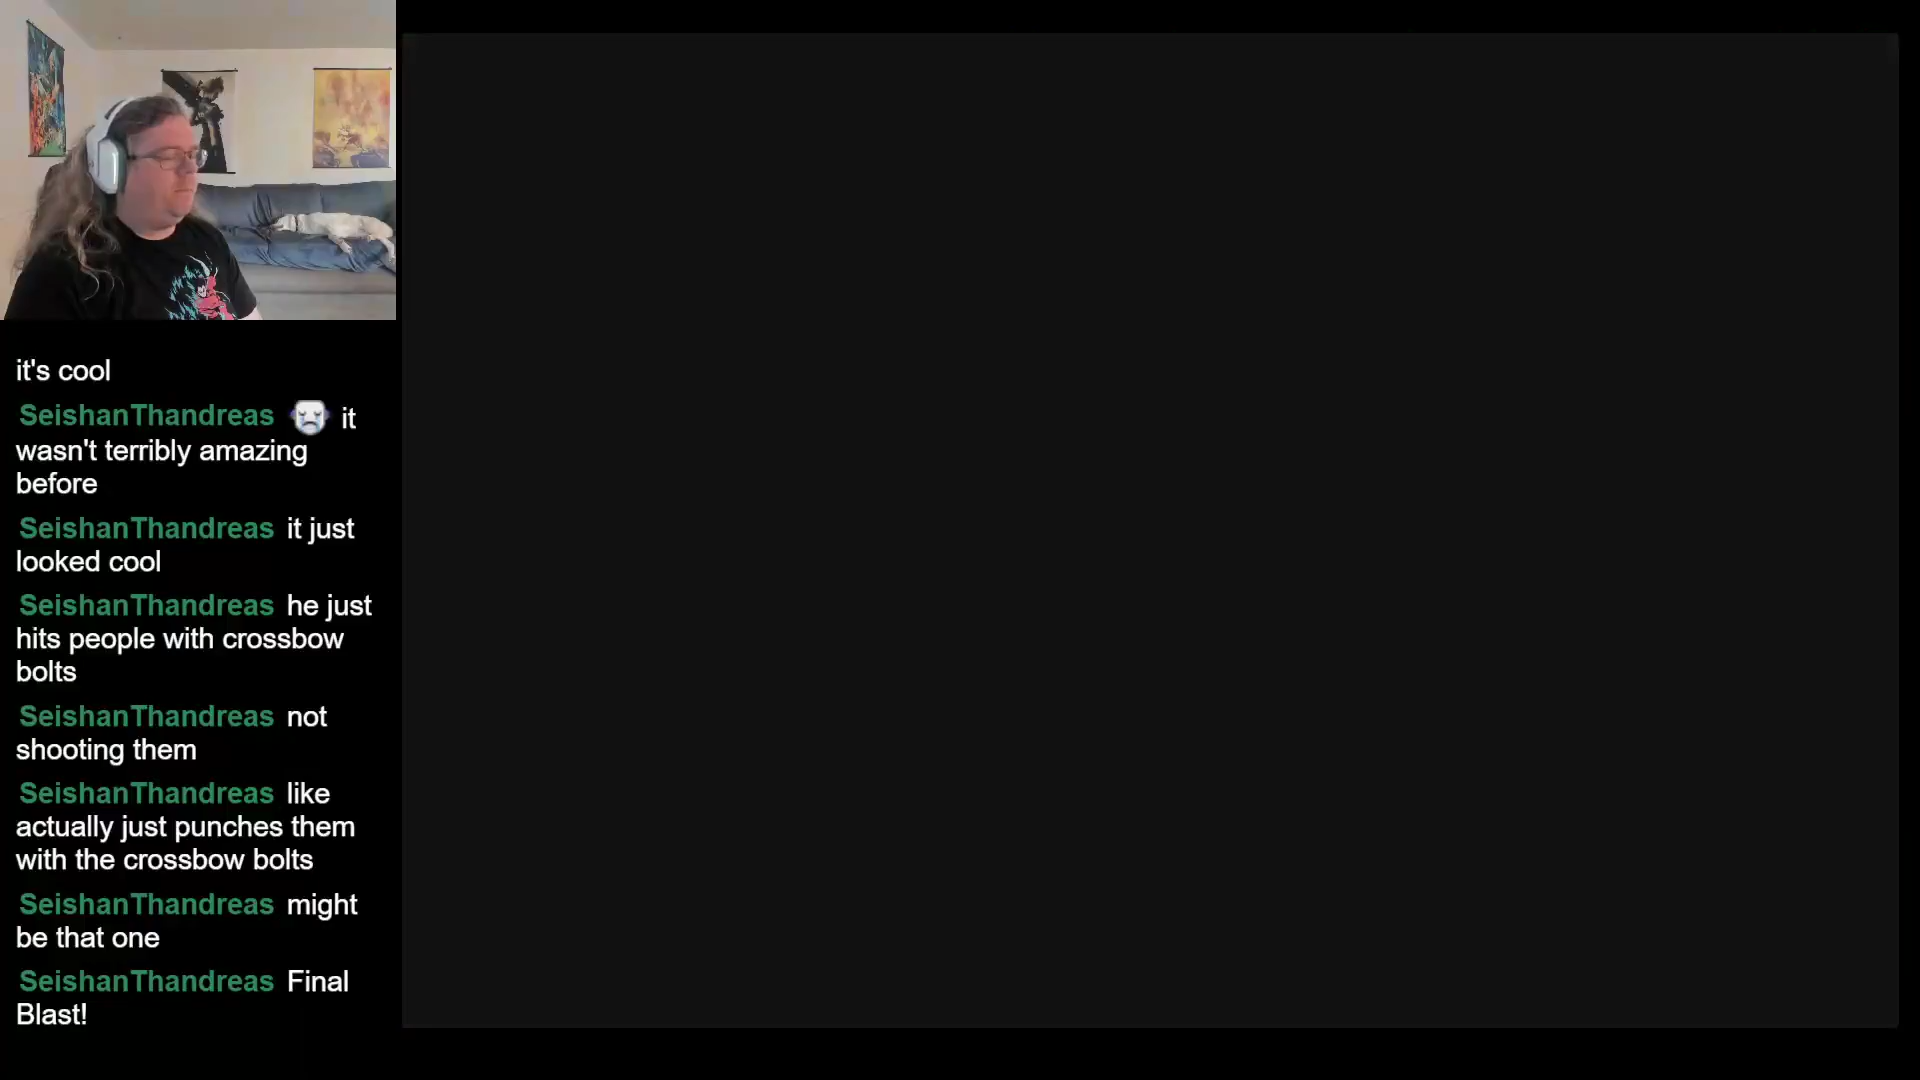 it's cool
SeishanThandreas it
wasn't terribly amazing
before
SeishanThandreas it just
looked cool
SeishanThandreas he just
hits people with crossbow
bolts
SeishanThandreas not
shooting them
SeishanThandreas like
actually just punches them
with the crossbow bolts
SeishanThandreas might
be that one
SeishanThandreas Final
Blast!